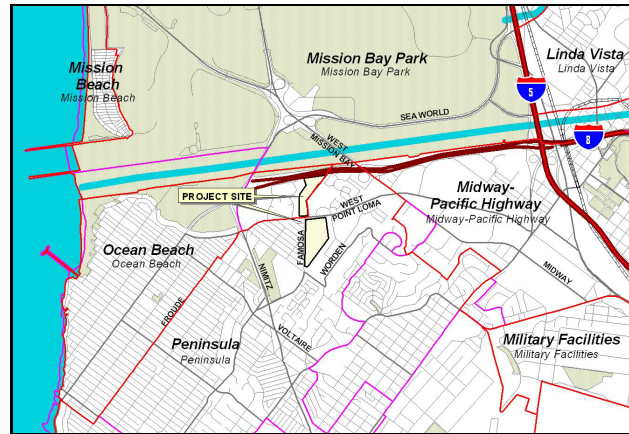 Mission
Beach
Mission Beach
Mission Bay Park
Mission Bay Park
Linda Vista
Linda Vista
5
8
SEA WORLD
WEST
MISSION BAY
PROJECT SITE
WEST
POINT LOMA
Midway-
Pacific Highway
Midway-Pacific Highway
Ocean Beach
Ocean Beach
FAMOSA
WORDEN
NIMITZ
MIDWAY
FROUDE
VOLTAIRE
Peninsula
Peninsula
Military Facilities
Military Facilities